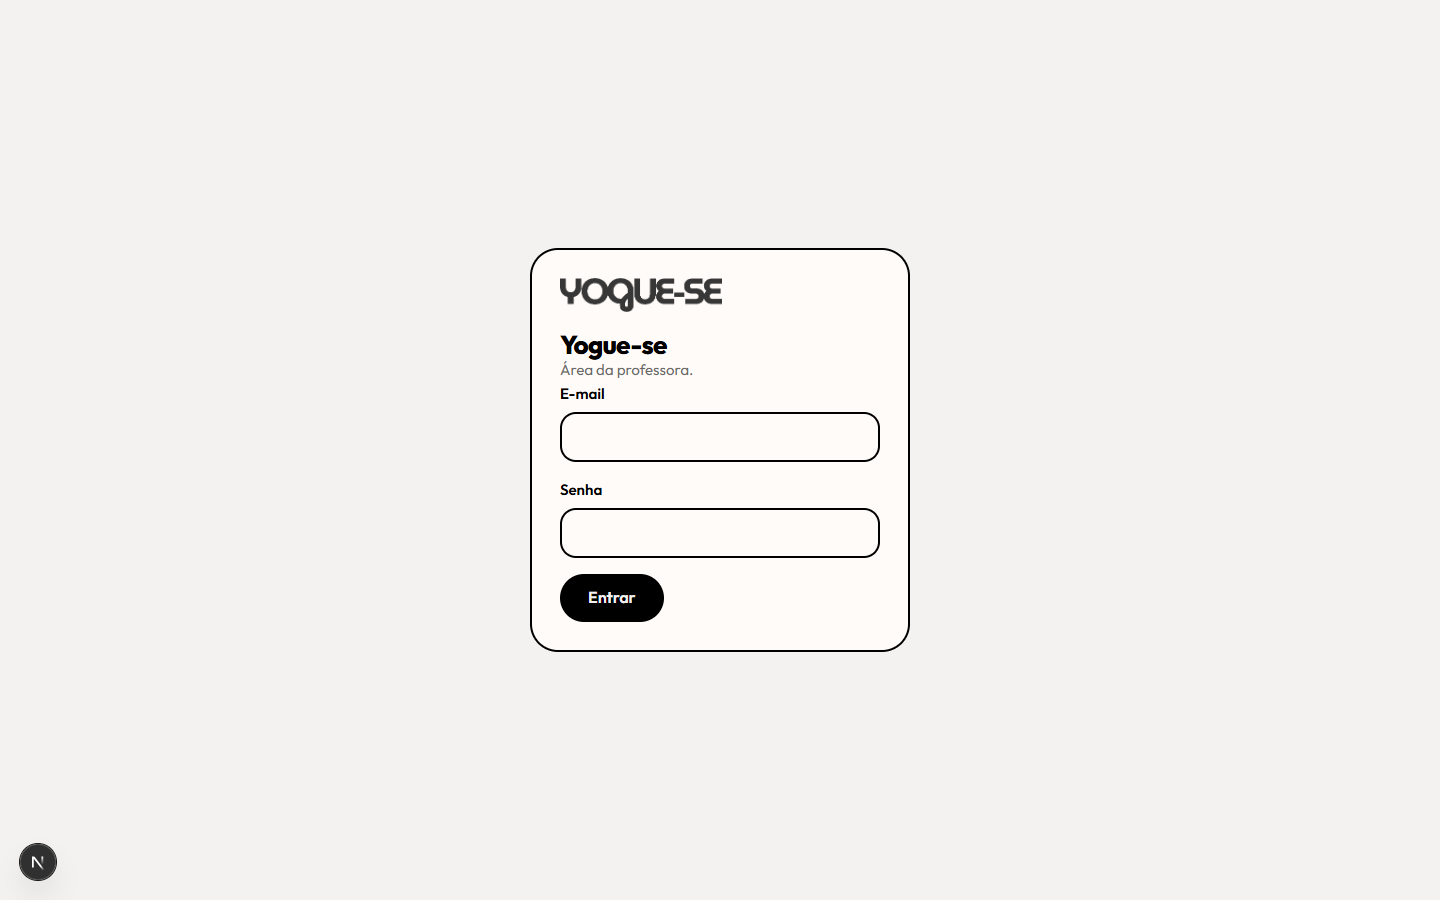 YOGUE-SE
Yogue-se
Área da professora.
E-mail
Senha
Entrar
N